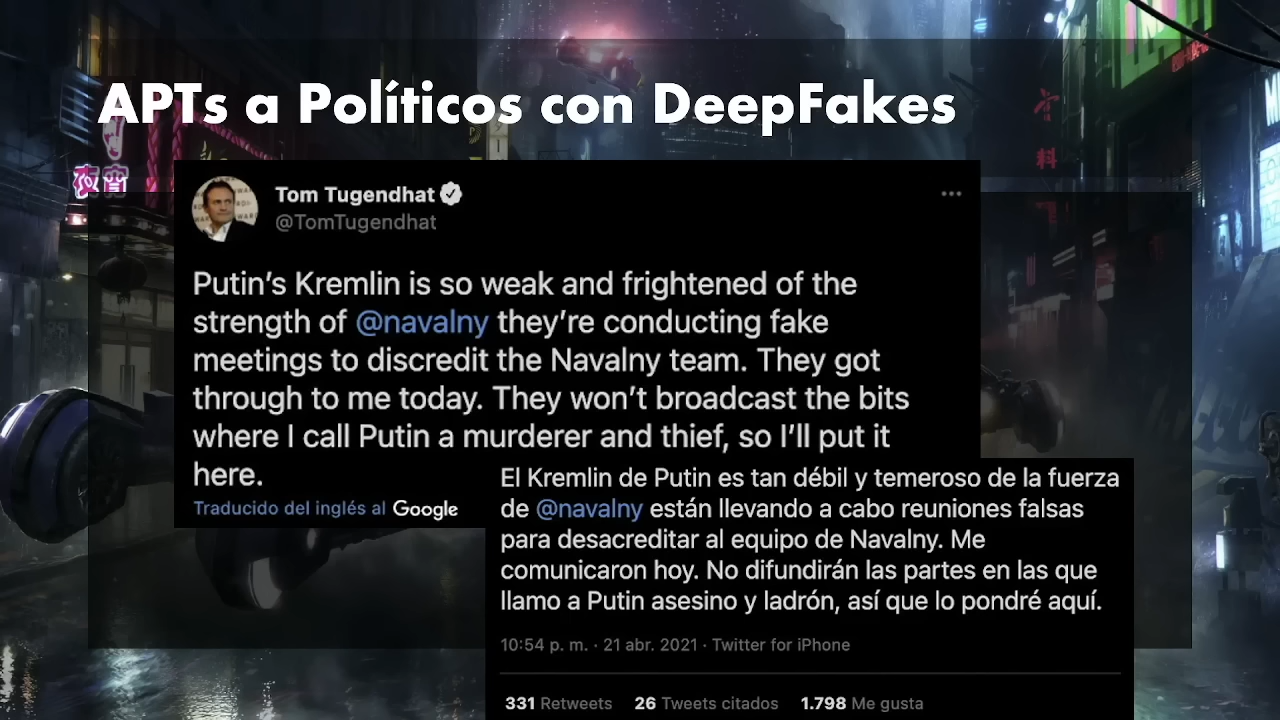 APTs a Políticos con DeepFakes
夜宵
料
Tom Tugendhat
@TomTugendhat
Putin's Kremlin is so weak and frightened of the
strength of @navalny they're conducting fake
meetings to discredit the Navalny team. They got
through to me today. They won't broadcast the bits
where I call Putin a murderer and thief, so I'll put it
here.
Traducido del inglés al Google
El Kremlin de Putin es tan débil y temeroso de la fuerza
de @navalny están llevando a cabo reuniones falsas
para desacreditar al equipo de Navalny. Me
comunicaron hoy. No difundirán las partes en las que
llamo a Putin asesino y ladrón, así que lo pondré aquí.
10:54 p. m. · 21 abr. 2021 · Twitter for iPhone
331 Retweets 26 Tweets citados 1.798 Me gusta